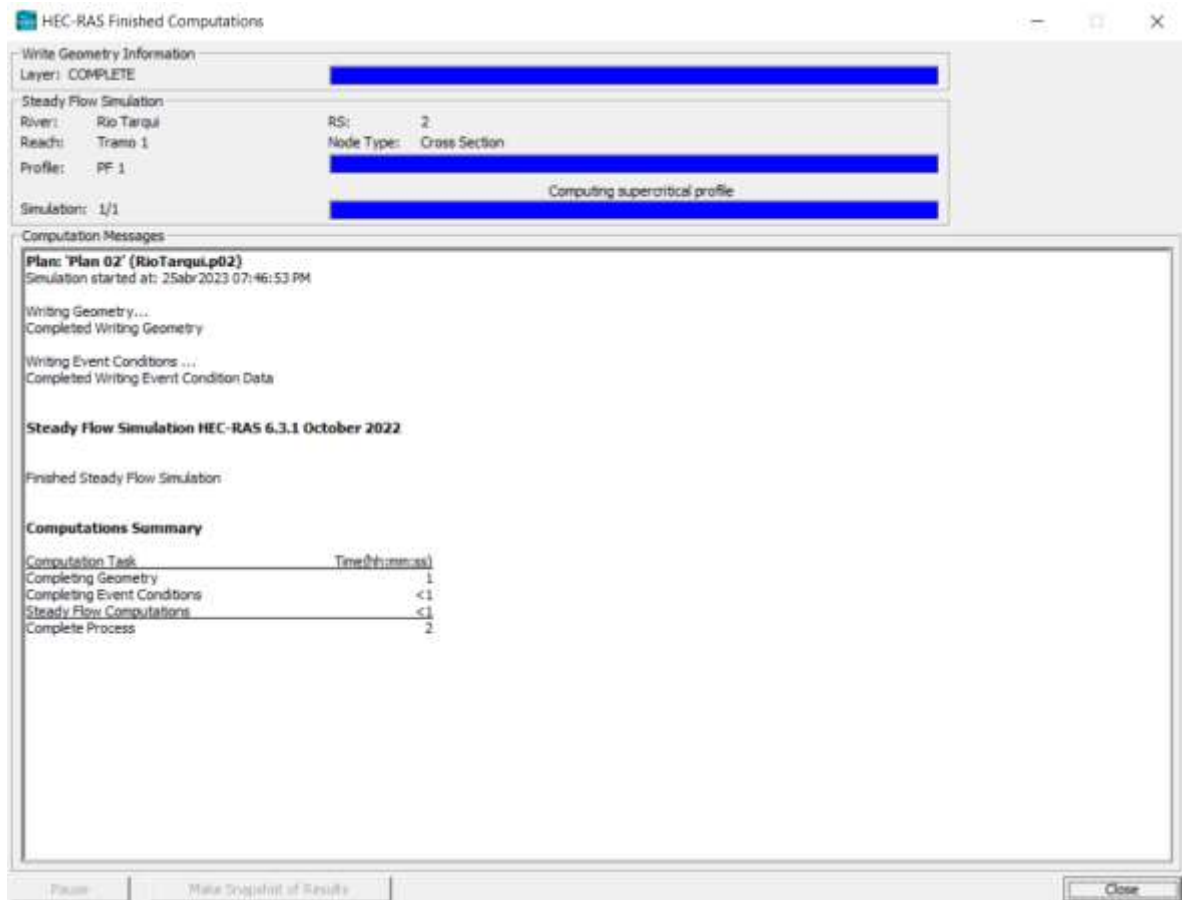 HEC-RAS Finished Computations
Write Geometry Information
Layer: COMPLETE
Steady Flow Simulation
River: Rio Tarqui RS: 2
Reach: Tramo 1 Node Type: Cross Section
Profile: PF 1
Computing supercritical profile
Simulation: 1/1
Computation Messages
Plan: 'Plan 02' (RioTarqui.p02)
Simulation started at: 25abr2023 07:46:53 PM
Writing Geometry...
Completed Writing Geometry
Writing Event Conditions ...
Completed Writing Event Condition Data
Steady Flow Simulation HEC-RAS 6.3.1 October 2022
Finished Steady Flow Simulation
Computations Summary
Computation Task Time(hh:mm:ss)
Completing Geometry 1
Completing Event Conditions <1
Steady Flow Computations <1
Complete Process 2
Pause Make Snapshot of Results Close